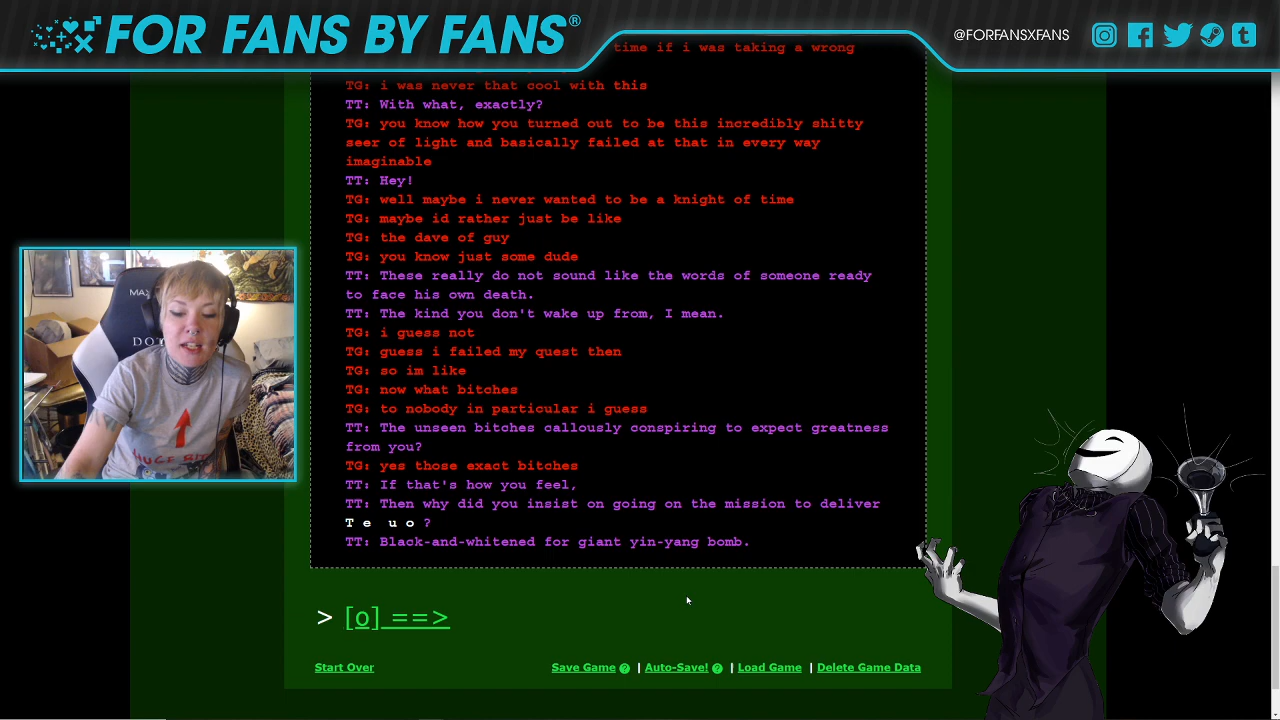 FOR FANS BY FANS®
@FORFANSXFANS
time if i was taking a wrong
TG: i was never that cool with this
TT: With what, exactly?
TG: you know how you turned out to be this incredibly shitty
seer of light and basically failed at that in every way
imaginable
TT: Hey!
TG: well maybe i never wanted to be a knight of time
TG: maybe id rather just be like
TG: the dave of guy
TG: you know just some dude
TT: These really do not sound like the words of someone ready
to face his own death.
TT: The kind you don't wake up from, I mean.
TG: i guess not
TG: guess i failed my quest then
TG: so im like
TG: now what bitches
TG: to nobody in particular i guess
TT: The unseen bitches callously conspiring to expect greatness
from you?
TG: yes those exact bitches
TT: If that's how you feel,
TT: Then why did you insist on going on the mission to deliver
T e  u o ?
TT: Black-and-whitened for giant yin-yang bomb.
> [o] ==>
Start Over
Save Game ? | Auto-Save! ? | Load Game | Delete Game Data